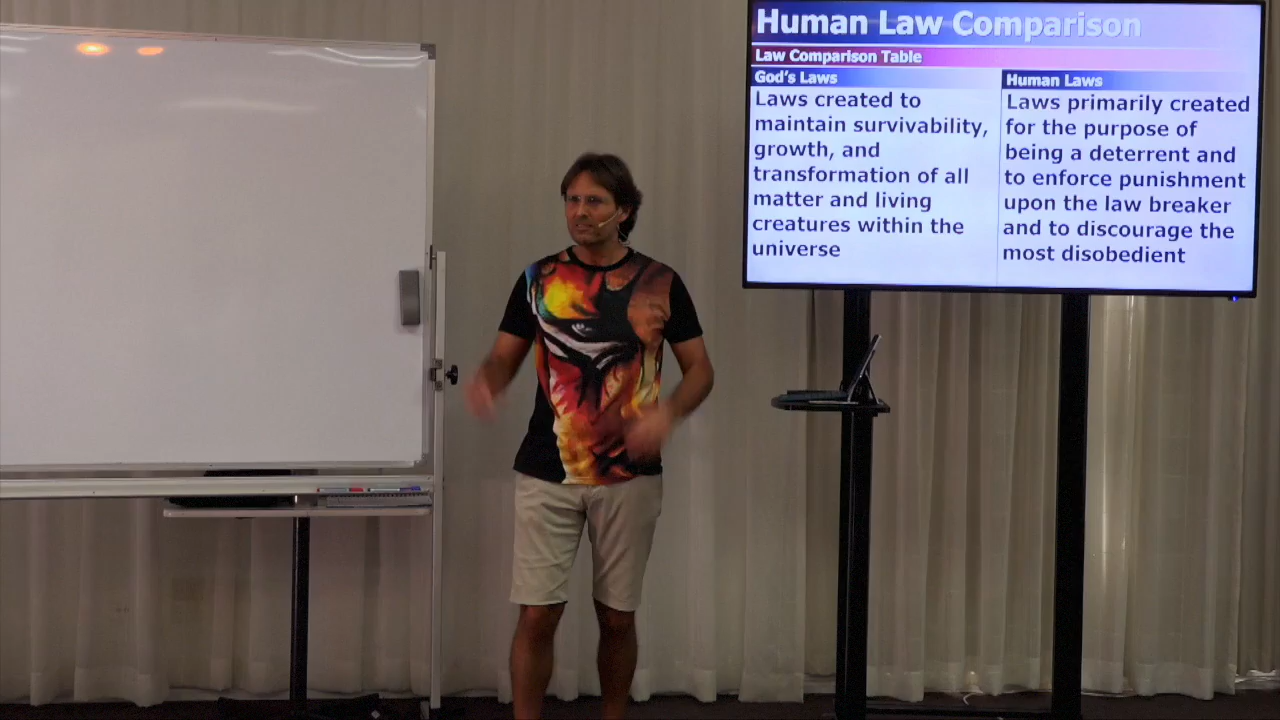 Human Law Comparison
Law Comparison Table
God's Laws
Laws created to
maintain survivability,
growth, and
transformation of all
matter and living
creatures within the
universe
Human Laws
Laws primarily created
for the purpose of
being a deterrent and
to enforce punishment
upon the law breaker
and to discourage the
most disobedient